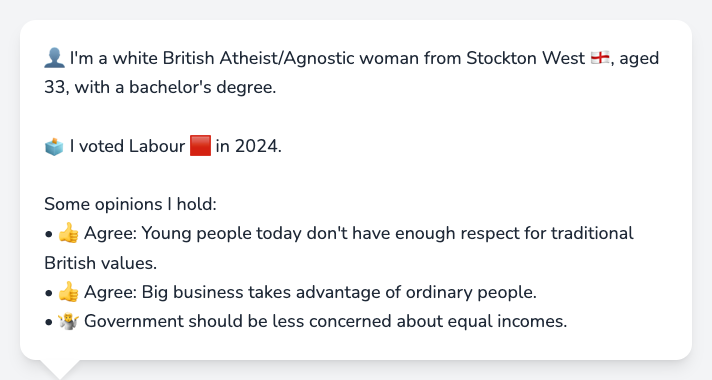 👤 I'm a white British Atheist/Agnostic woman from Stockton West 🏴󠁧󠁢󠁥󠁮󠁧󠁿, aged
33, with a bachelor's degree.
🗳️ I voted Labour 🟥 in 2024.
Some opinions I hold:
• 👍 Agree: Young people today don't have enough respect for traditional
British values.
• 👍 Agree: Big business takes advantage of ordinary people.
• 🤷 Government should be less concerned about equal incomes.